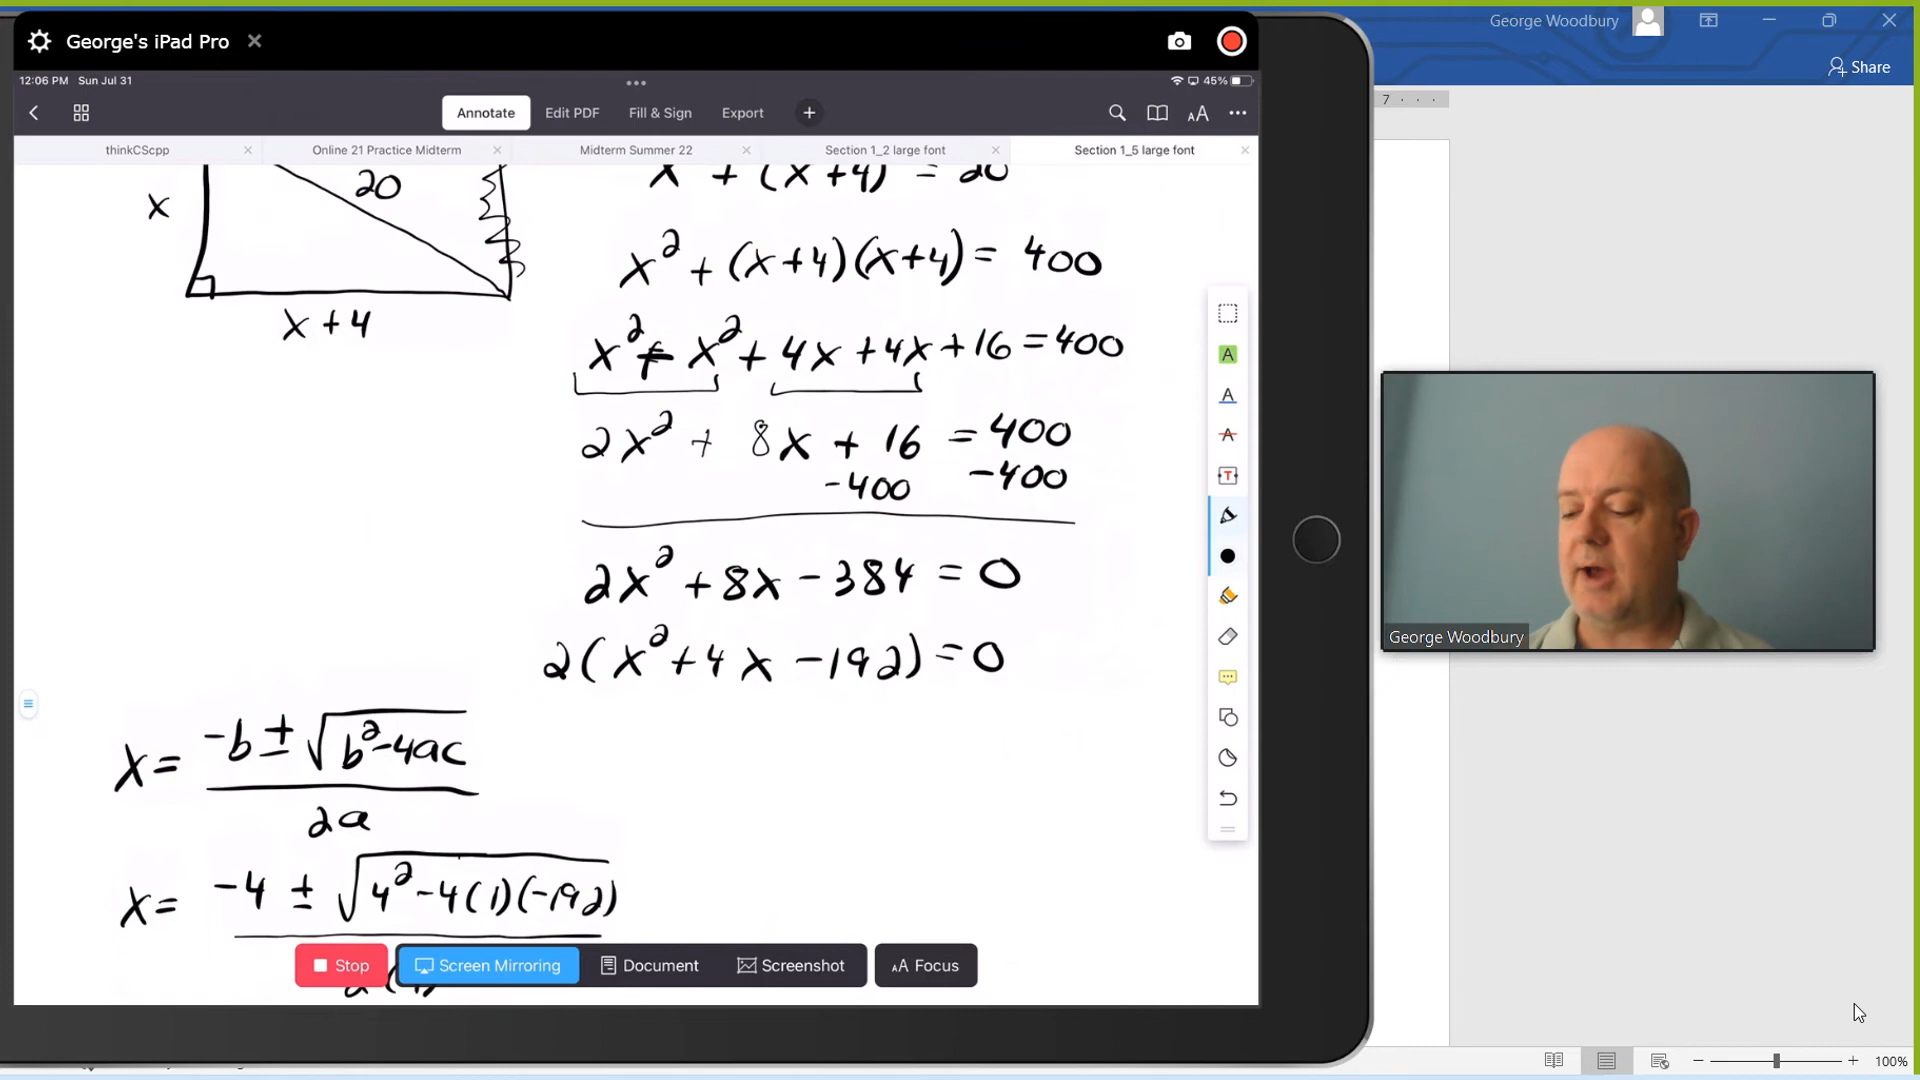 George Woodbury
Share
George's iPad Pro
12:06 PM Sun Jul 31
45%
Annotate Edit PDF Fill & Sign Export
thinkCScpp Online 21 Practice Midterm Midterm Summer 22 Section 1_2 large font Section 1_5 large font
7
x 20
x + 4
x + (x+4) = 20
x² + (x+4)(x+4) = 400
x² + x² + 4x + 4x + 16 = 400
2x² + 8x + 16 = 400
-400 -400
2x² + 8x - 384 = 0
2(x² + 4x - 192) = 0
x = -b ± √b²-4ac
2a
x = -4 ± √4² - 4(1)(-192)
Stop Screen Mirroring Document Screenshot AA Focus
George Woodbury
100%